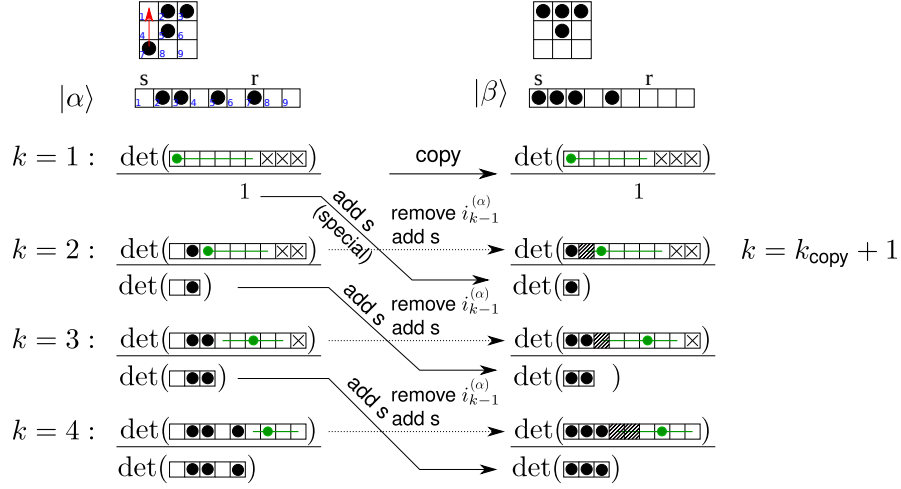 1 2 3
4 5 6
7 8 9
s r s r
|α⟩ 1 2 3 4 5 6 7 8 9 |β⟩
k = 1 : det( ) copy det( )
1 1
add s
(special)
remove i_{k−1}^{(α)}
add s
k = 2 : det( ) det( ) k = k_copy + 1
det( ) det( )
add s
remove i_{k−1}^{(α)}
add s
k = 3 : det( ) det( )
det( ) det( )
add s
remove i_{k−1}^{(α)}
add s
k = 4 : det( ) det( )
det( ) det( )